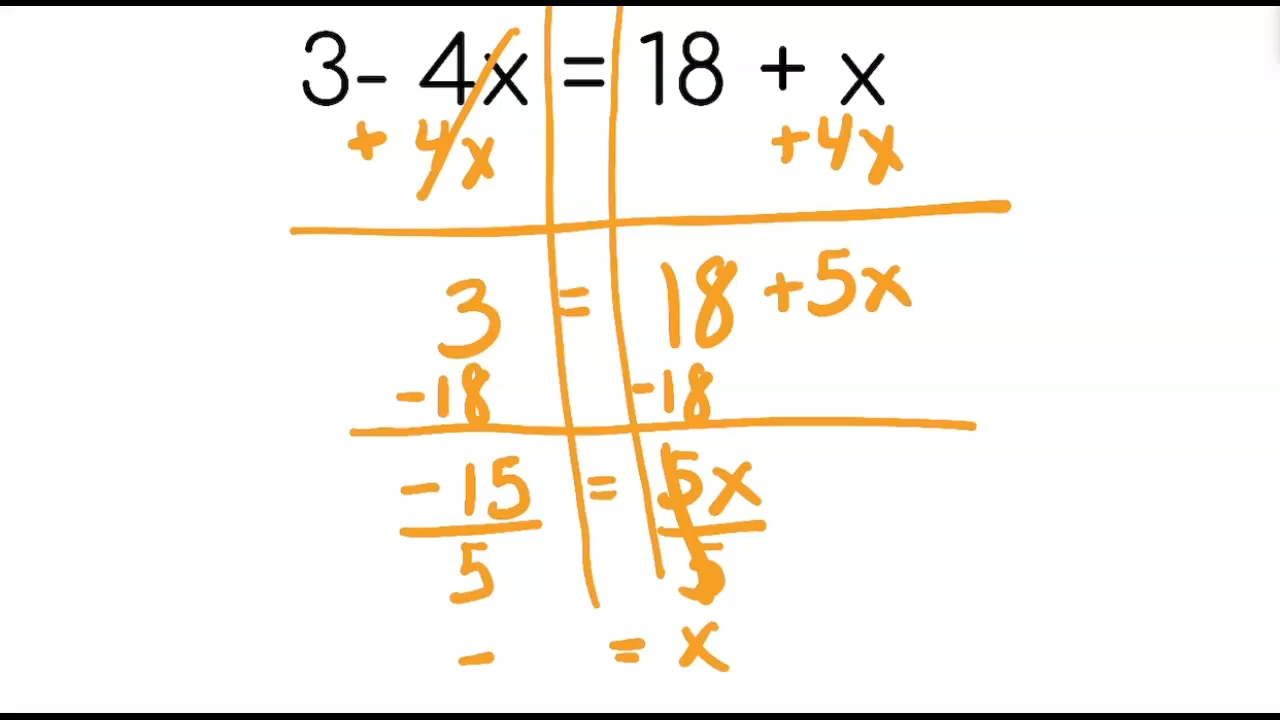 3- 4x = 18 + x
+ 4x +4x
3 = 18 +5x
-18 -18
-15 = 5x
5 5
- = x